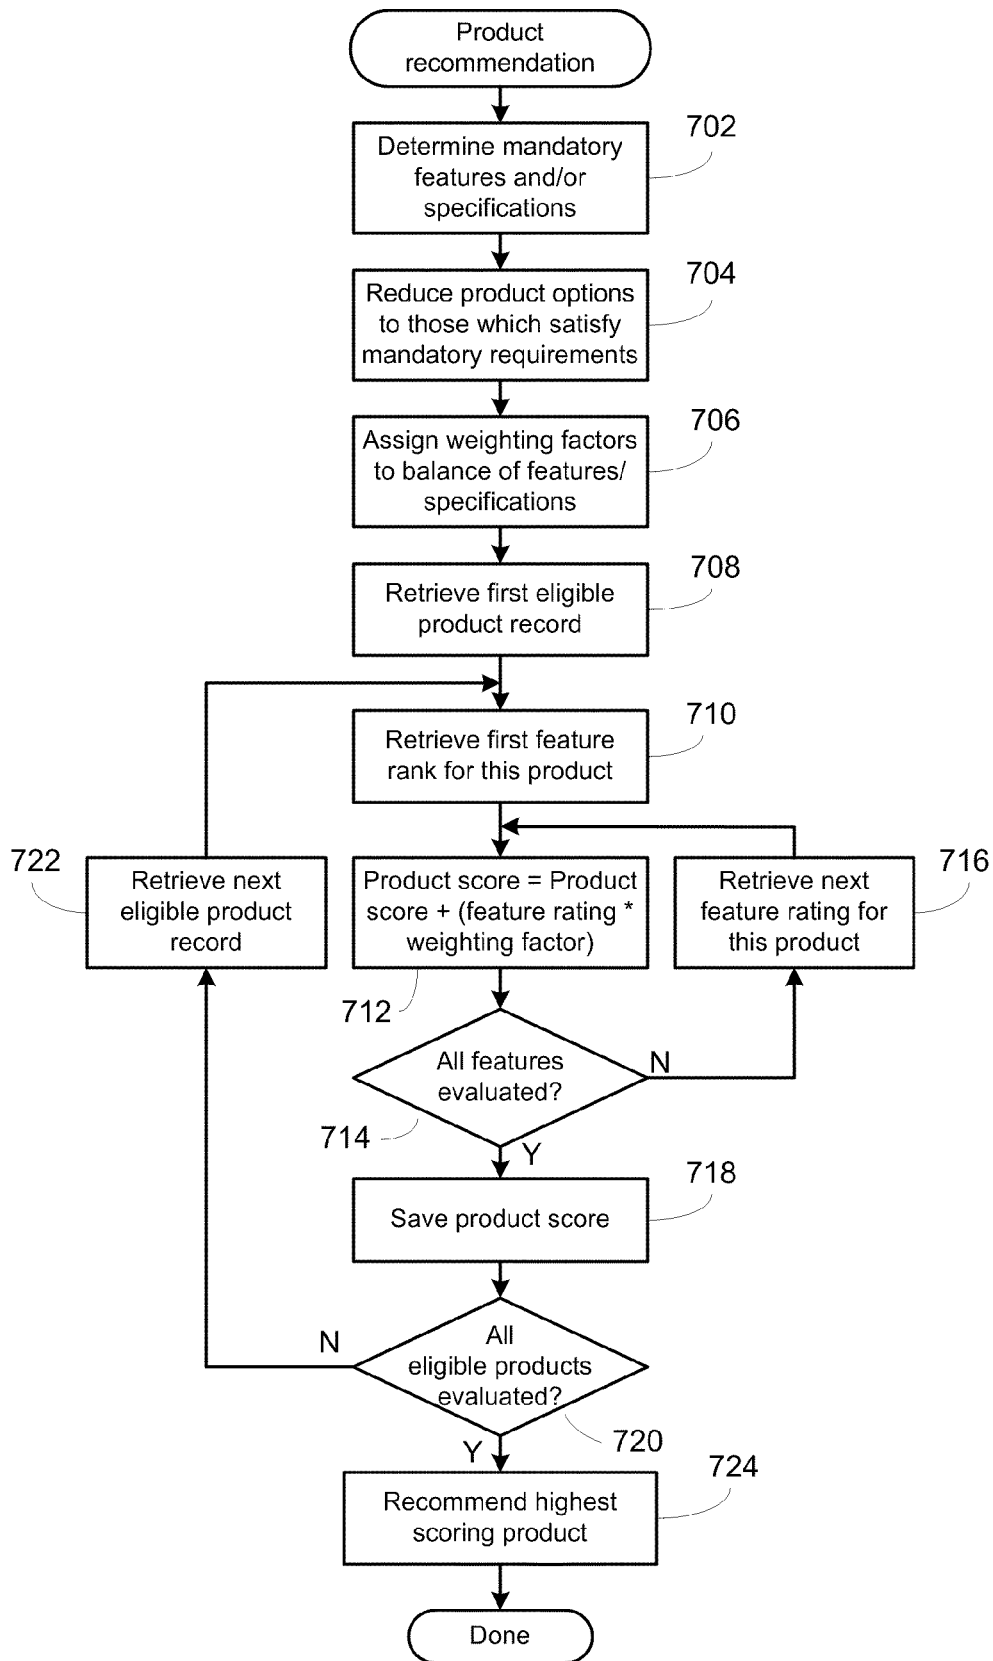 Product
recommendation
702
Determine mandatory
features and/or
specifications
704
Reduce product options
to those which satisfy
mandatory requirements
706
Assign weighting factors
to balance of features/
specifications
708
Retrieve first eligible
product record
710
Retrieve first feature
rank for this product
722
Retrieve next
eligible product
record
Product score = Product
score + (feature rating *
weighting factor)
712
716
Retrieve next
feature rating for
this product
All features
evaluated?
N
714
Y
718
Save product score
N
All
eligible products
evaluated?
720
Y
724
Recommend highest
scoring product
Done